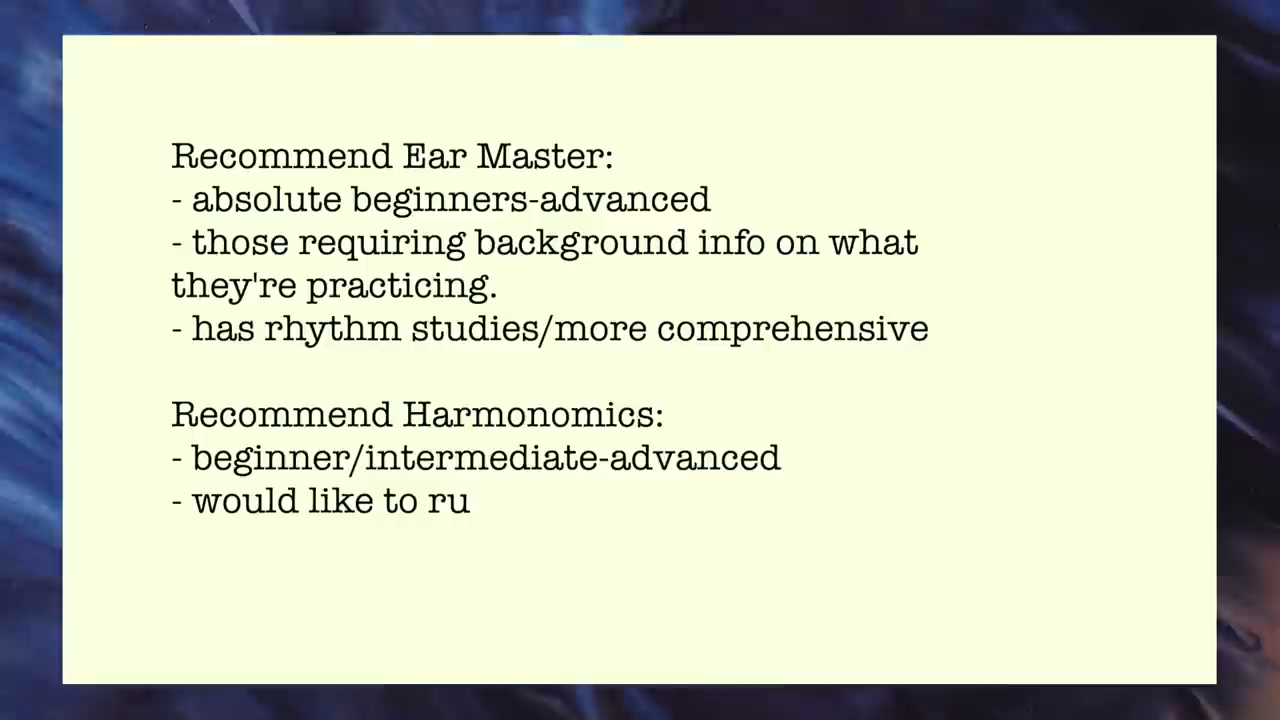 Recommend Ear Master:
- absolute beginners-advanced
- those requiring background info on what
they're practicing.
- has rhythm studies/more comprehensive
Recommend Harmonomics:
- beginner/intermediate-advanced
- would like to ru